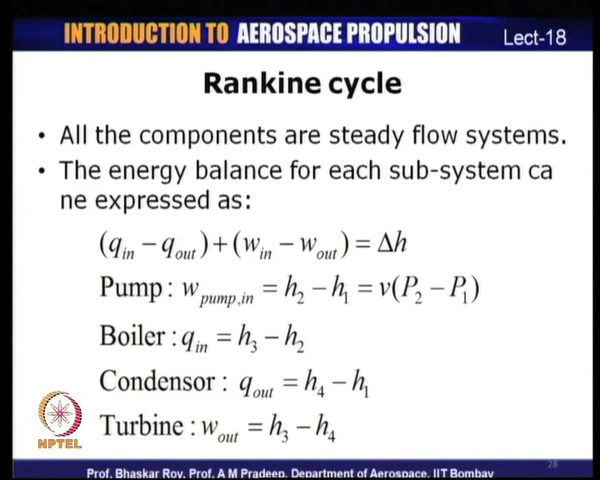 INTRODUCTION TO AEROSPACE PROPULSION Lect-18
Rankine cycle
• All the components are steady flow systems.
• The energy balance for each sub-system ca
ne expressed as:
(q_in − q_out) + (w_in − w_out) = Δh
Pump : w_pump,in = h_2 − h_1 = v(P_2 − P_1)
Boiler : q_in = h_3 − h_2
Condensor : q_out = h_4 − h_1
Turbine : w_out = h_3 − h_4
NPTEL
28
Prof. Bhaskar Roy, Prof. A M Pradeep, Department of Aerospace, IIT Bombay